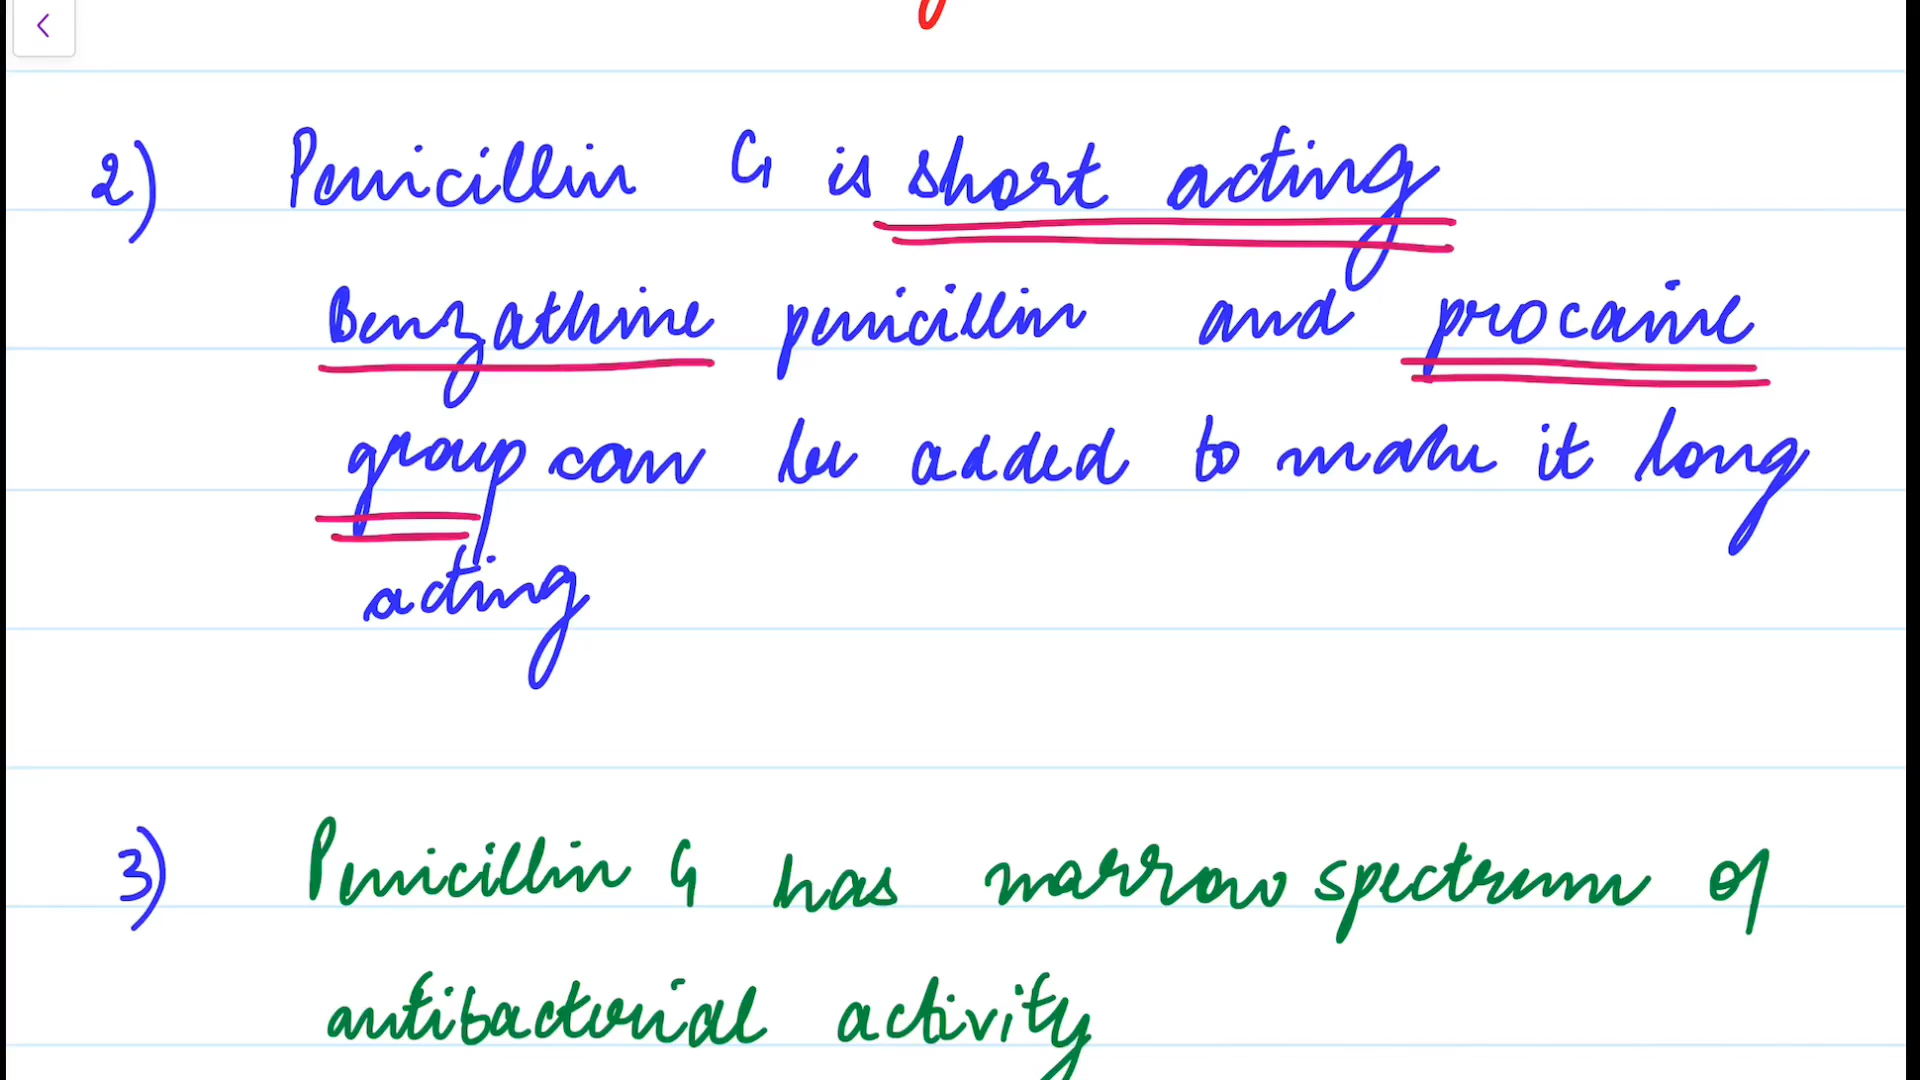 2) Penicillin G is short acting
Benzathine penicillin and procaine
group can be added to make it long
acting
3) Penicillin G has narrow spectrum of
antibacterial activity